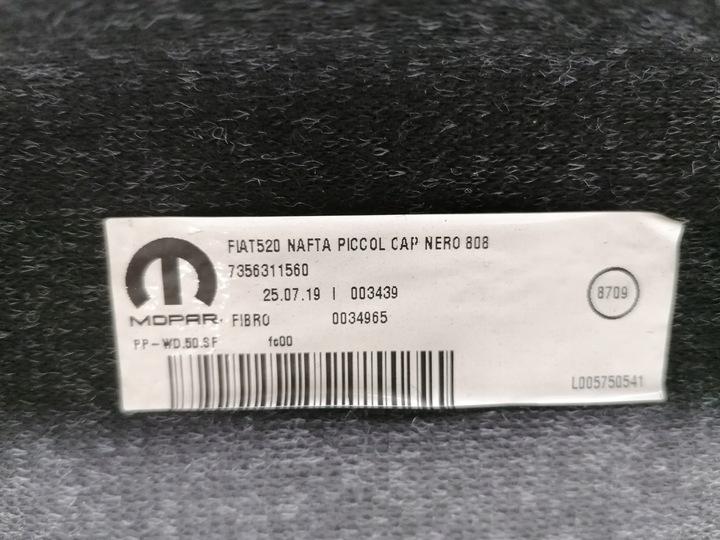 FIAT520 NAFTA PICCOL CAP NERO 808
7356311560
25.07.19 | 003439
8709
MOPAR. FIBRO 0034965
PP-WD.50.SF fc00
L005750541